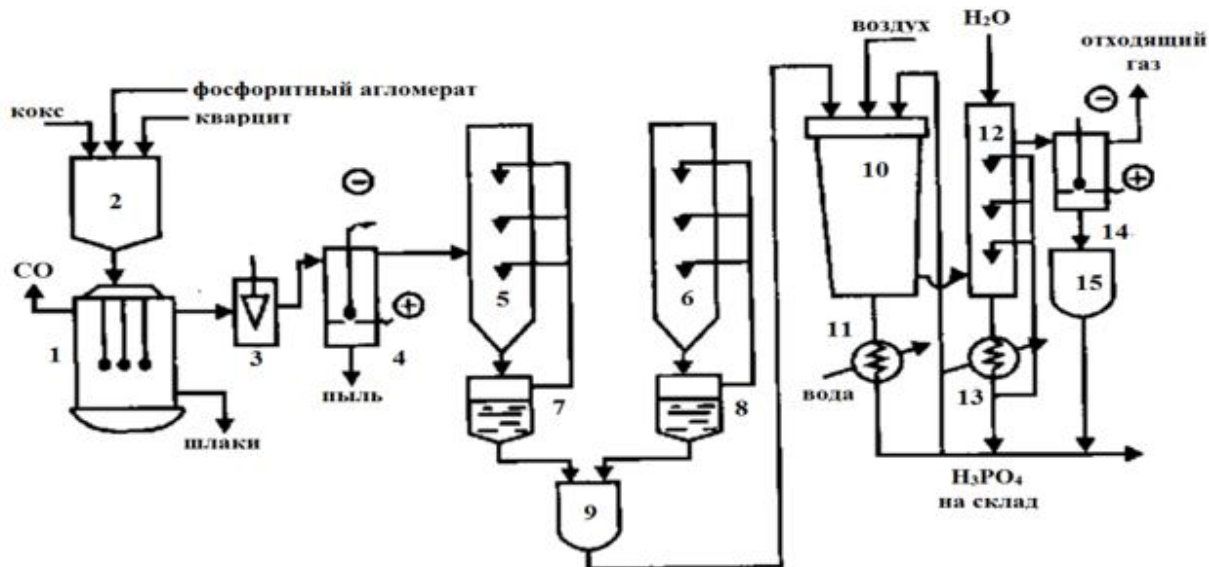 воздух
H₂O
отходящий
газ
фосфоритный агломерат
кокс
кварцит
2
10
12
СО
5
6
15
14
1
3
4
11
пыль
7
8
вода
13
шлаки
H₃PO₄
на склад
9